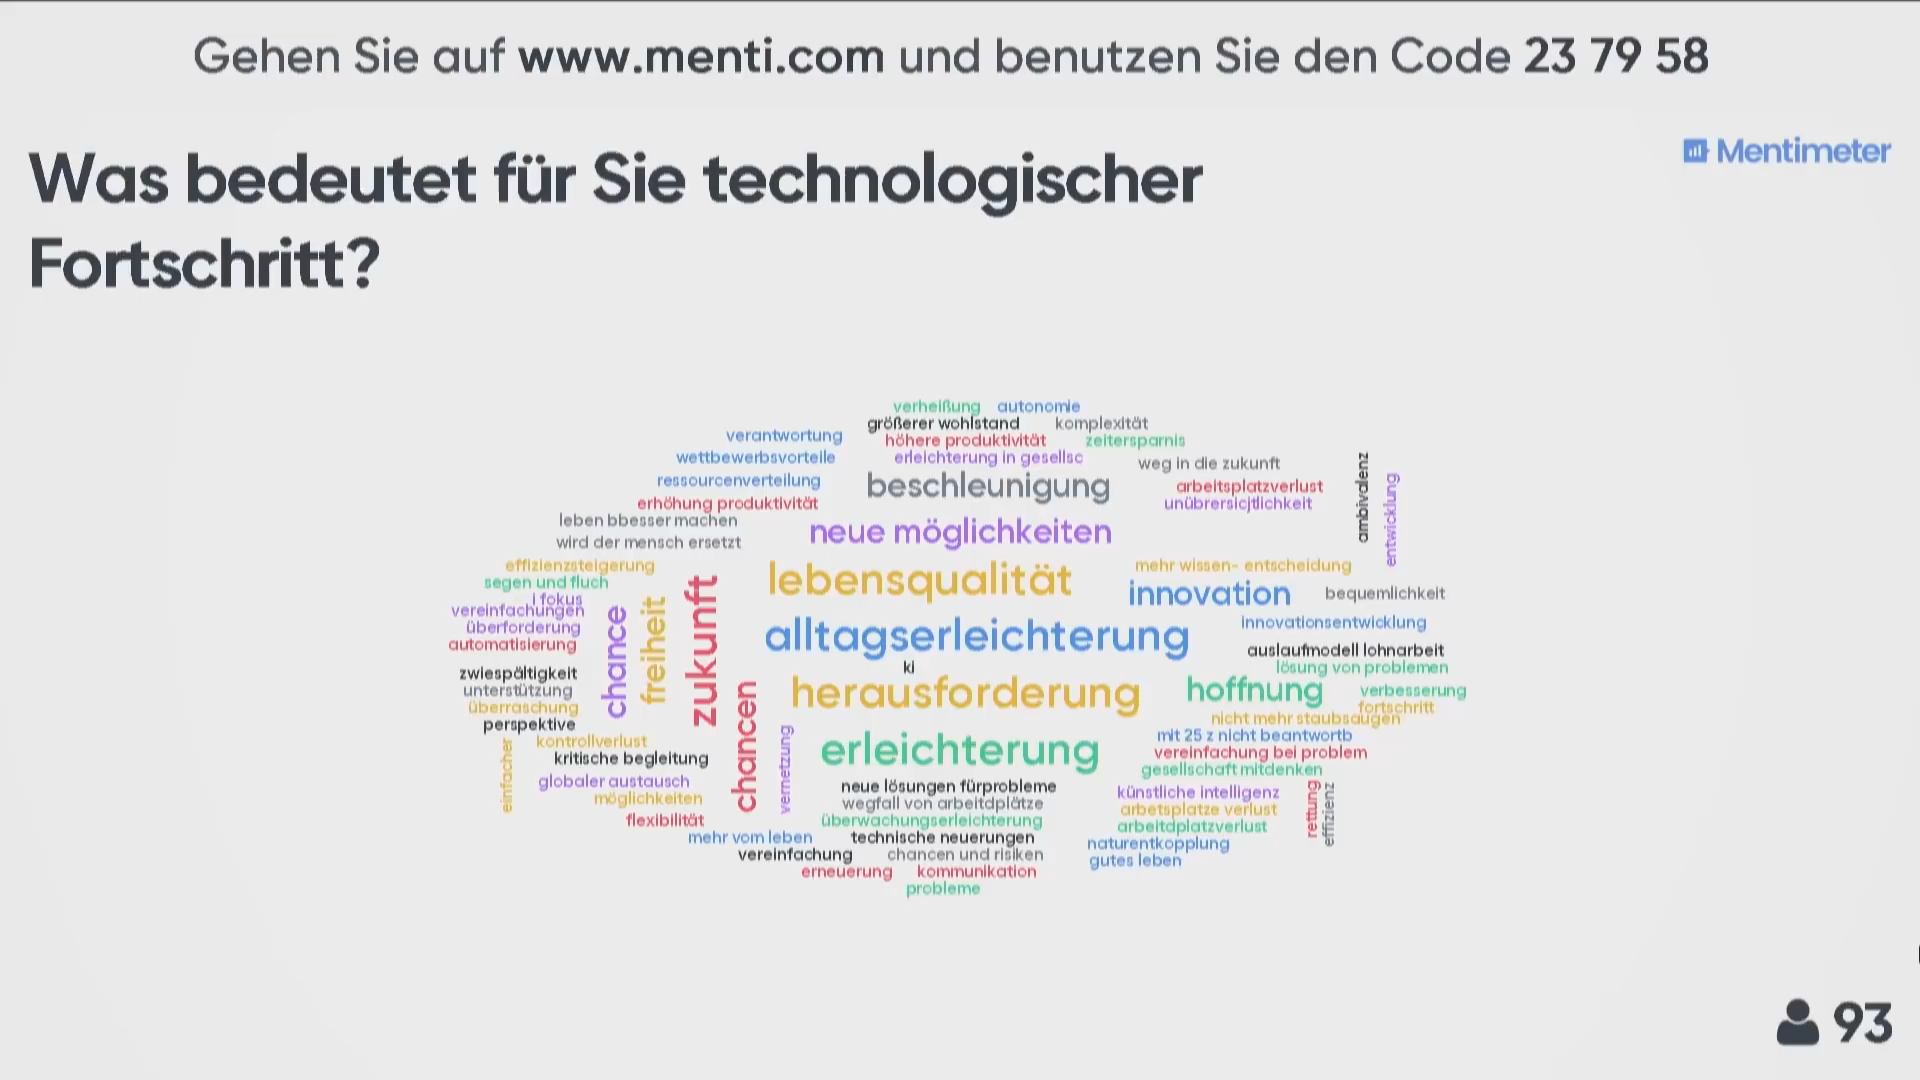 Gehen Sie auf www.menti.com und benutzen Sie den Code 23 79 58
Mentimeter
Was bedeutet für Sie technologischer
Fortschritt?
verheißung
autonomie
größerer wohlstand
komplexität
verantwortung
höhere produktivität
zeitersparnis
wettbewerbsvorteile
erleichterung in gesellsc
weg in die zukunft
ressourcenverteilung
beschleunigung
arbeitsplatzverlust
ambivalenz
entwicklung
erhöhung produktivität
unübrersicjtlichkeit
leben bbesser machen
neue möglichkeiten
wird der mensch ersetzt
effizienzsteigerung
lebensqualität
mehr wissen- entscheidung
segen und fluch
innovation
bequemlichkeit
i fokus
vereinfachungen
chance
freiheit
zukunft
überforderung
alltagserleichterung
innovationsentwicklung
automatisierung
auslaufmodell lohnarbeit
ki
lösung von problemen
zwiespältigkeit
unterstützung
herausforderung
hoffnung
verbesserung
überraschung
fortschritt
perspektive
nicht mehr staubsaugen
chancen
vernetzung
mit 25 z nicht beantwortb
einfacher
kontrollverlust
erleichterung
vereinfachung bei problem
kritische begleitung
gesellschaft mitdenken
globaler austausch
neue lösungen fürprobleme
künstliche intelligenz
möglichkeiten
wegfall von arbeitdplätze
arbetsplatze verlust
rettung
effizienz
flexibilität
überwachungserleichterung
arbeitdplatzverlust
mehr vom leben
technische neuerungen
naturentkopplung
vereinfachung
chancen und risiken
gutes leben
erneuerung
kommunikation
probleme
93